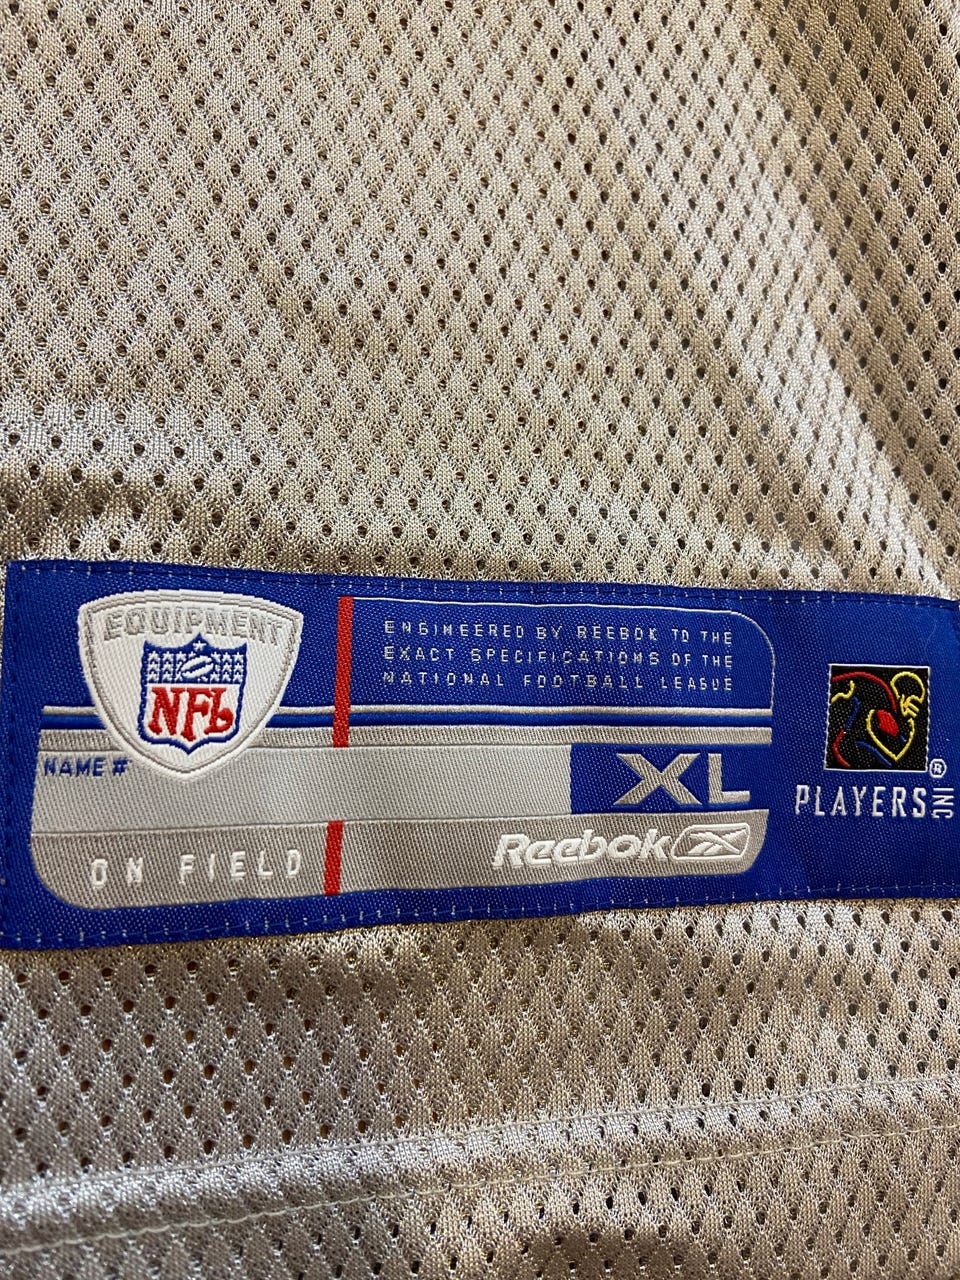 EQUIPMENT
NFL
ENGINEERED BY REEBOK TO THE
EXACT SPECIFICATIONS OF THE
NATIONAL FOOTBALL LEAGUE
NAME #
XL
ON FIELD
Reebok
PLAYERS INC ®